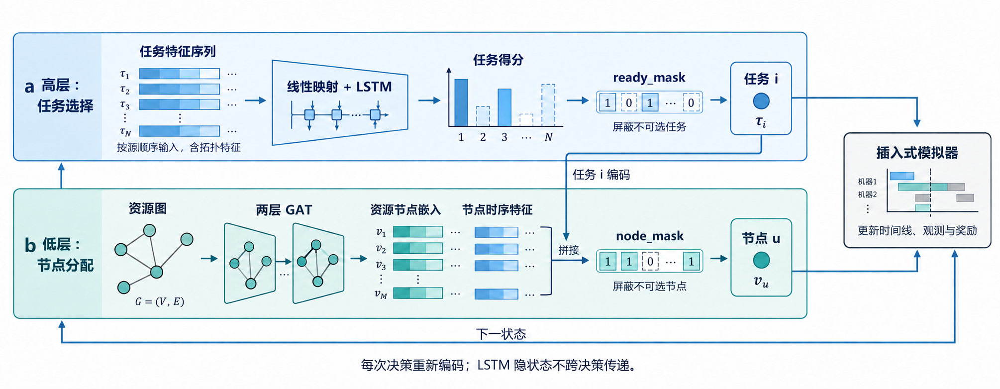 a 高层：
任务选择
任务特征序列
τ1 ...
τ2 ...
τ3 ...
⋮ ⋮
τN ...
按源顺序输入，含拓扑特征
线性映射 + LSTM
...
任务得分
1 2 3 ... N
ready_mask
1 0 1 ... 0
屏蔽不可选任务
任务 i
τi
任务 i 编码
b 低层：
节点分配
资源图
G = (V, E)
两层 GAT
...
资源节点嵌入
v1 ...
v2 ...
v3 ...
⋮ ⋮
vM ...
节点时序特征
...
...
...
...
拼接
node_mask
1 1 0 ... 1
屏蔽不可选节点
节点 u
vu
插入式模拟器
机器1
机器2
⋮
更新时间线、观测与奖励
下一状态
每次决策重新编码；LSTM 隐状态不跨决策传递。